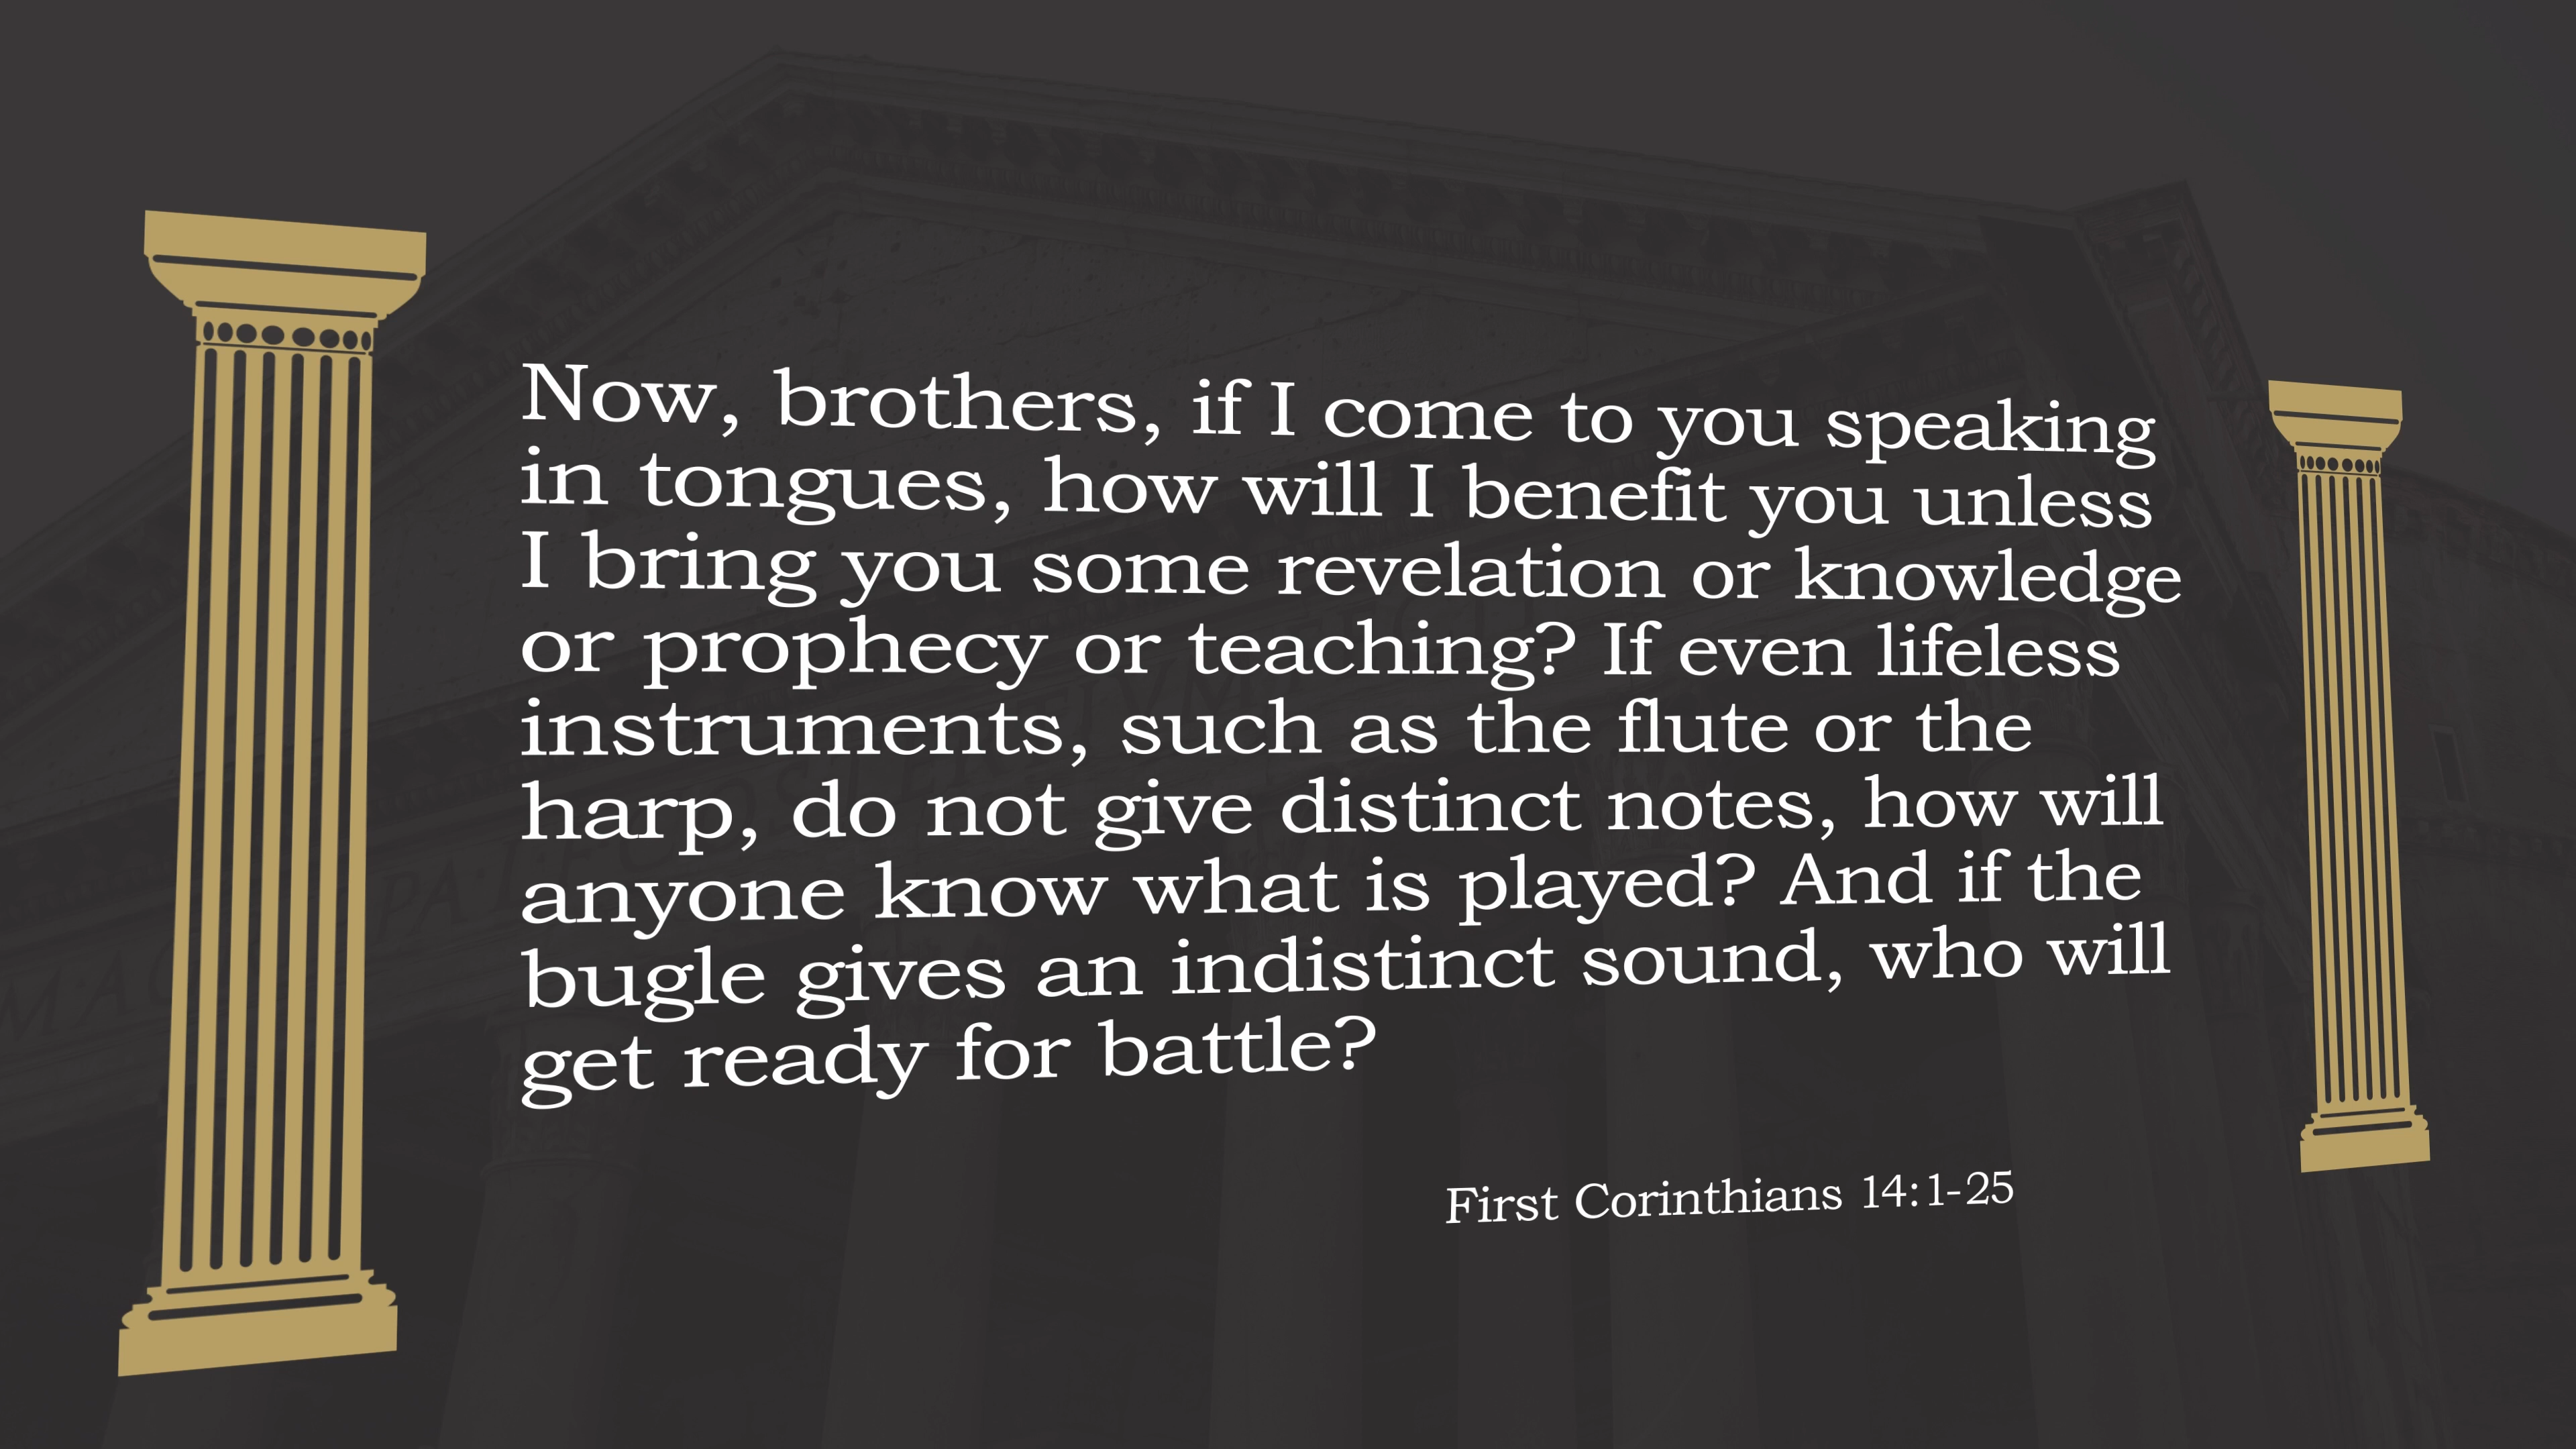 Now, brothers, if I come to you speaking
in tongues, how will I benefit you unless
I bring you some revelation or knowledge
or prophecy or teaching? If even lifeless
instruments, such as the flute or the
harp, do not give distinct notes, how will
anyone know what is played? And if the
bugle gives an indistinct sound, who will
get ready for battle?
First Corinthians 14:1-25